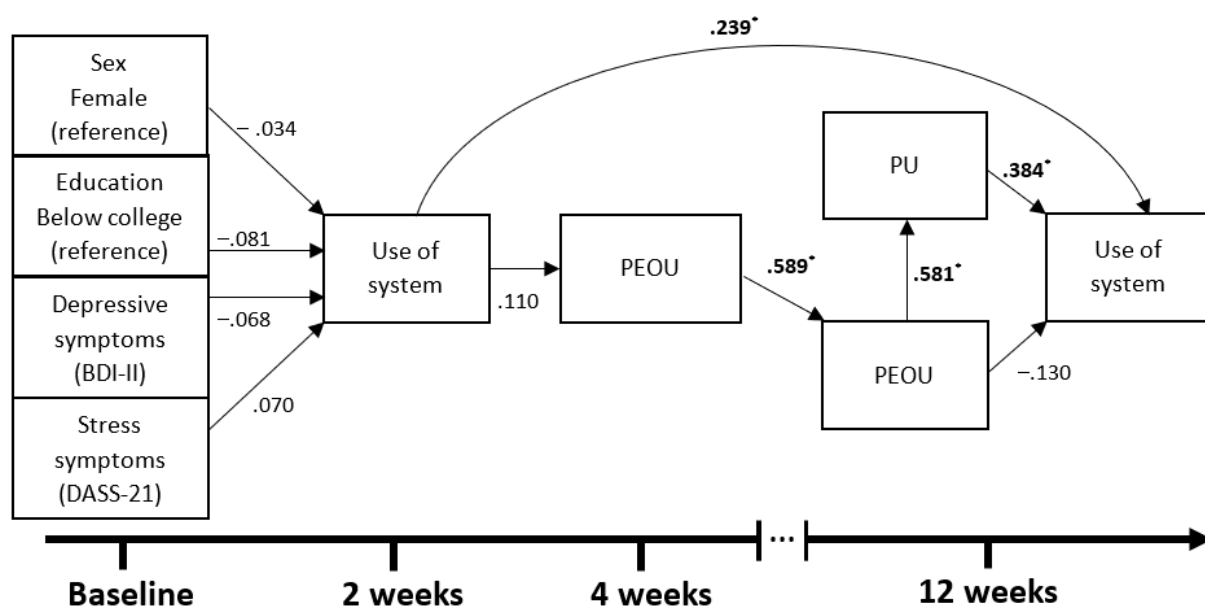 .239*
Sex
Female
(reference)
– .034
Education
Below college
(reference)
–.081
Depressive
symptoms
(BDI-II)
–.068
Stress
symptoms
(DASS-21)
.070
Use of
system
.110
PEOU
.589*
PU
.581*
PEOU
.384*
–.130
Use of
system
...
Baseline
2 weeks
4 weeks
12 weeks